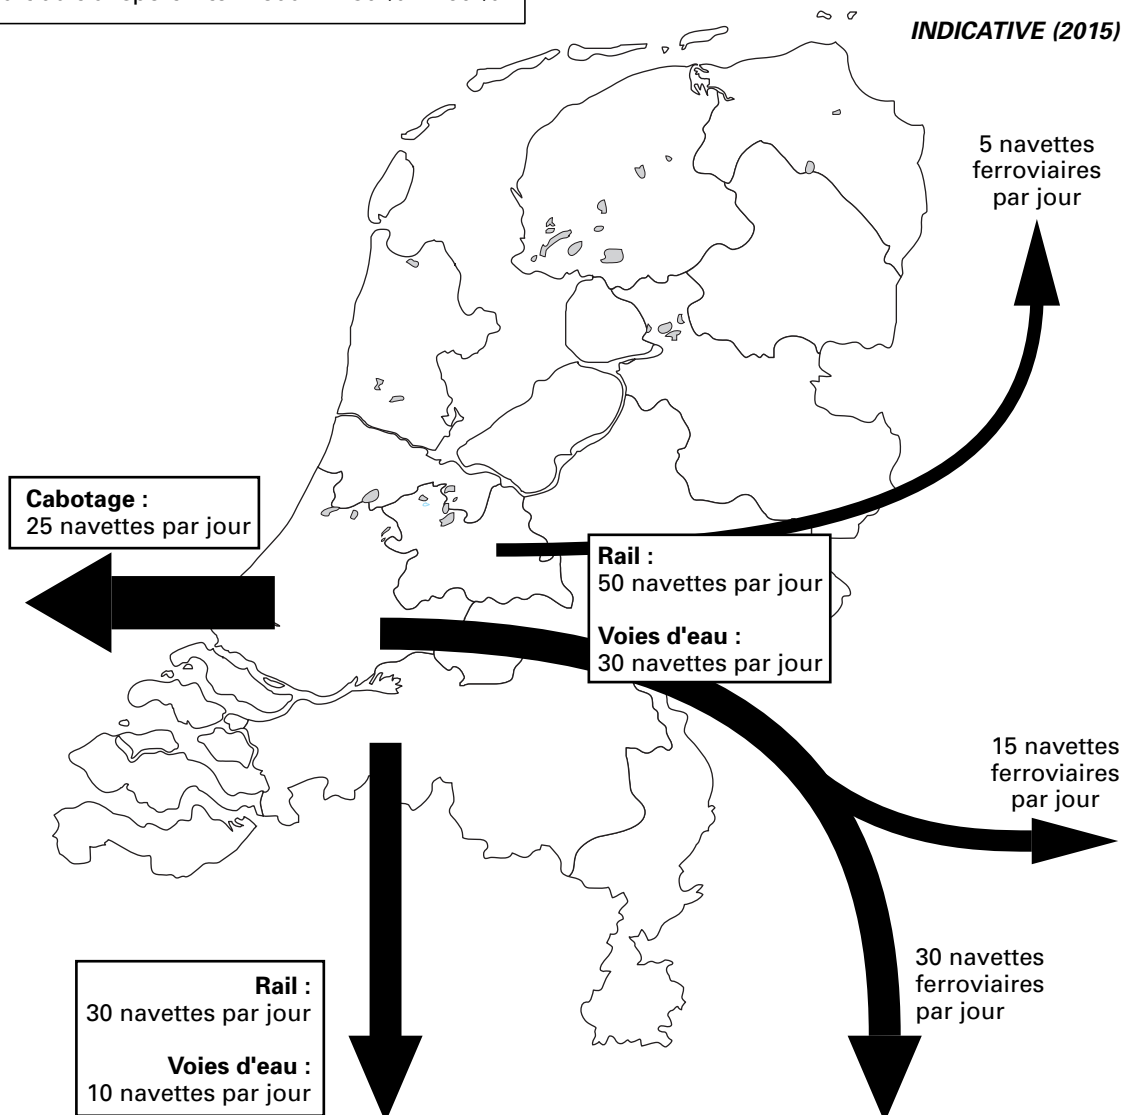 INDICATIVE (2015)
5 navettes
ferroviaires
par jour
Cabotage :
25 navettes par jour
Rail :
50 navettes par jour
Voies d'eau :
30 navettes par jour
15 navettes
ferroviaires
par jour
30 navettes
ferroviaires
par jour
Rail :
30 navettes par jour
Voies d'eau :
10 navettes par jour